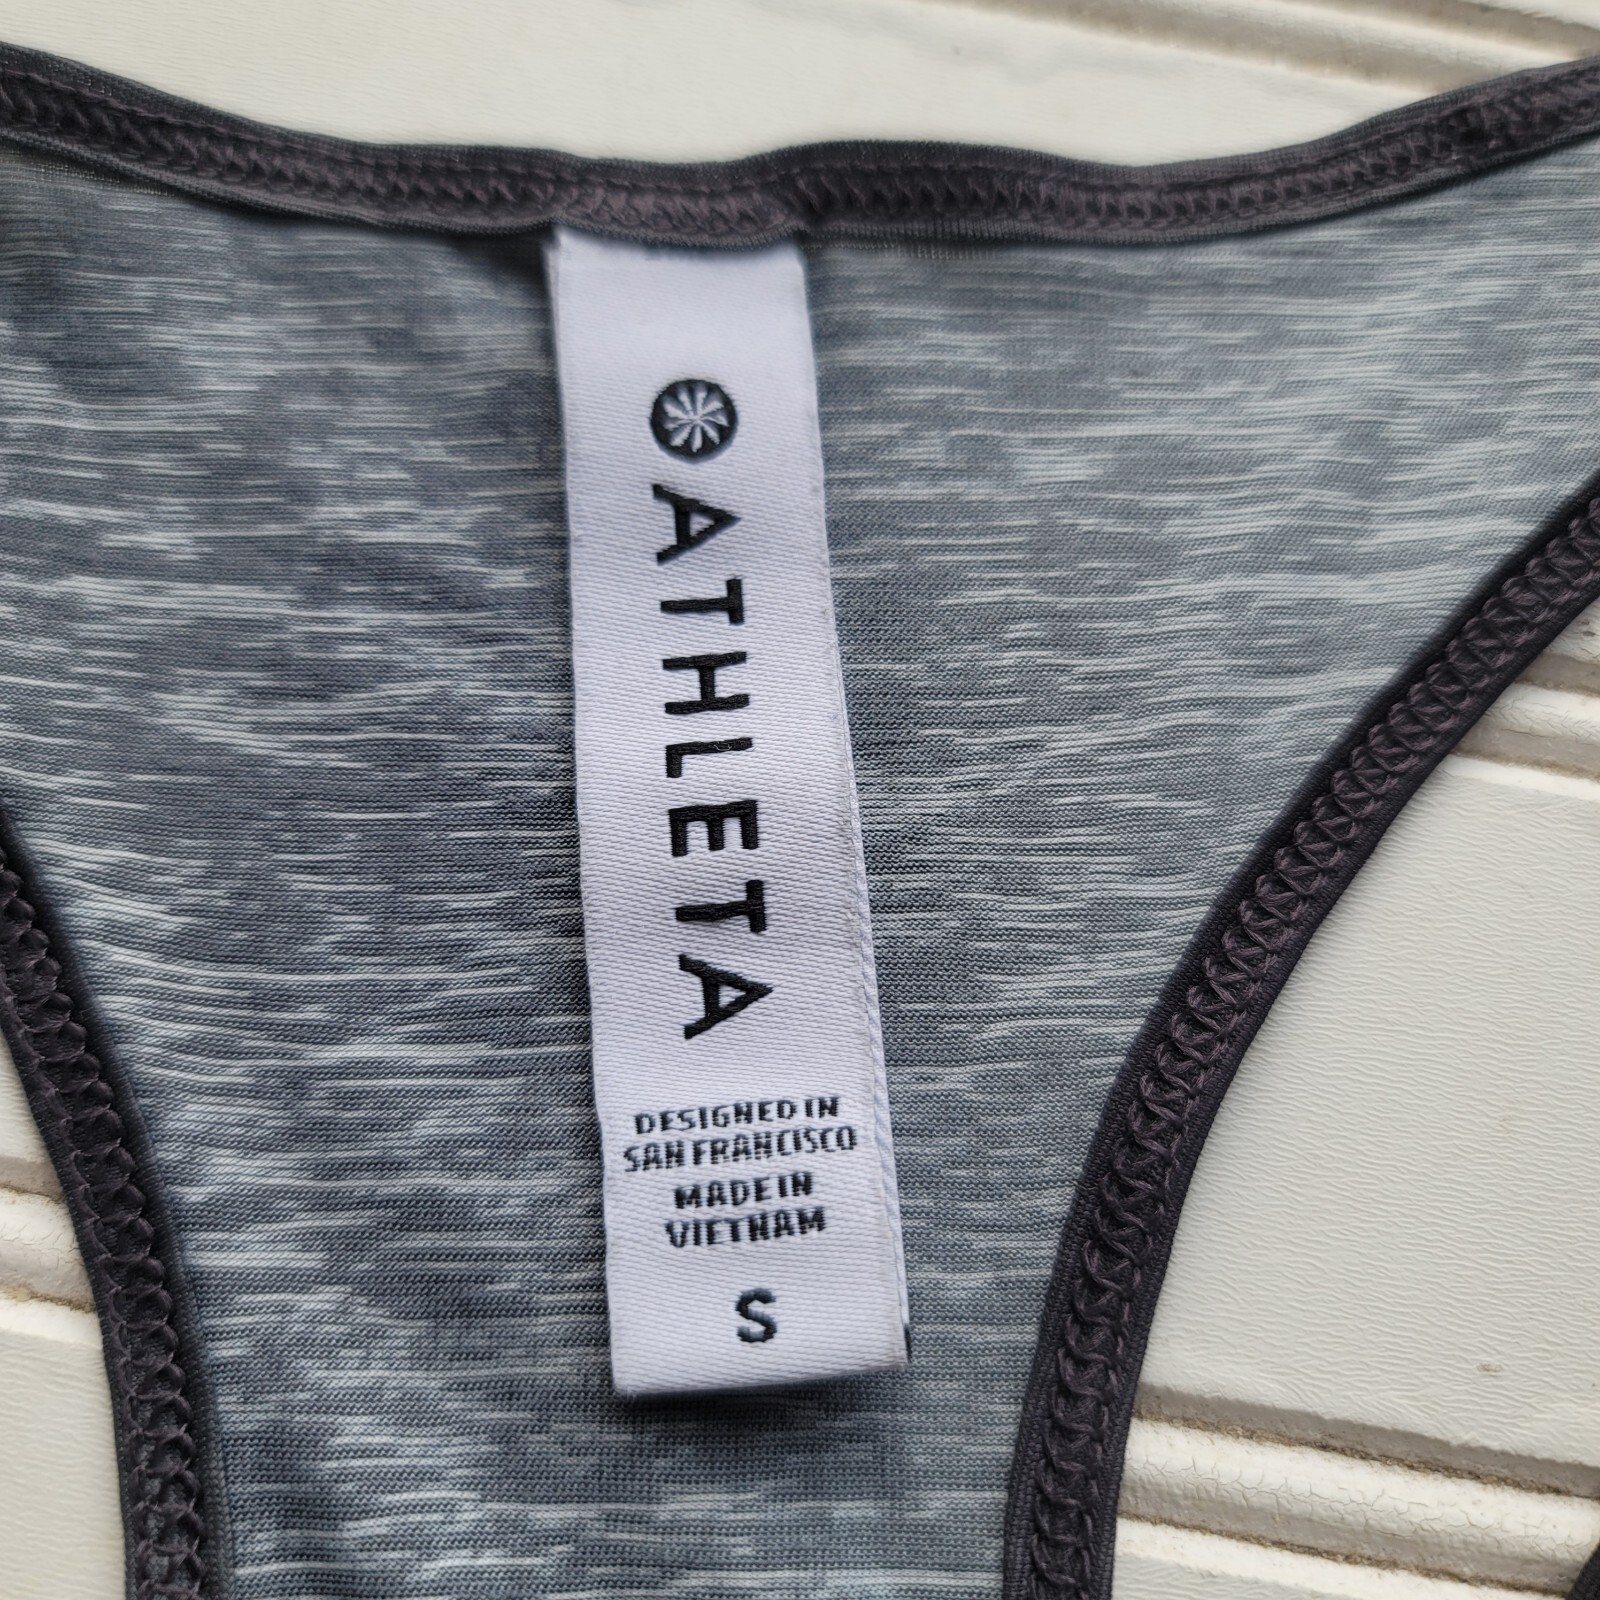 ATHLETA
DESIGNED IN
SAN FRANCISCO
MADE IN
VIETNAM
S